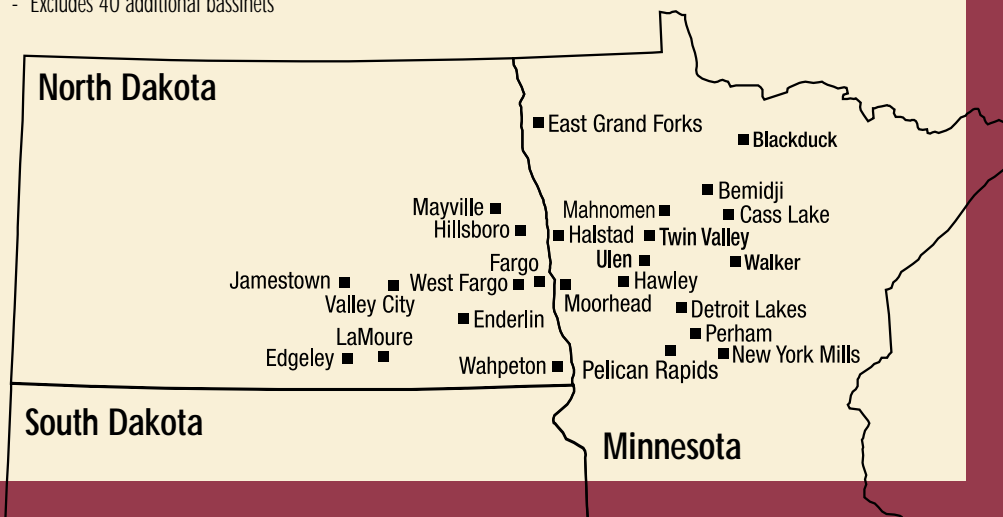 - Excludes 40 additional bassinets
North Dakota
East Grand Forks
Blackduck
Bemidji
Mayville
Mahnomen
Cass Lake
Hillsboro
Halstad
Twin Valley
Ulen
Walker
Fargo
Jamestown
West Fargo
Hawley
Valley City
Moorhead
Detroit Lakes
Enderlin
LaMoure
Perham
Edgeley
New York Mills
Wahpeton
Pelican Rapids
South Dakota
Minnesota